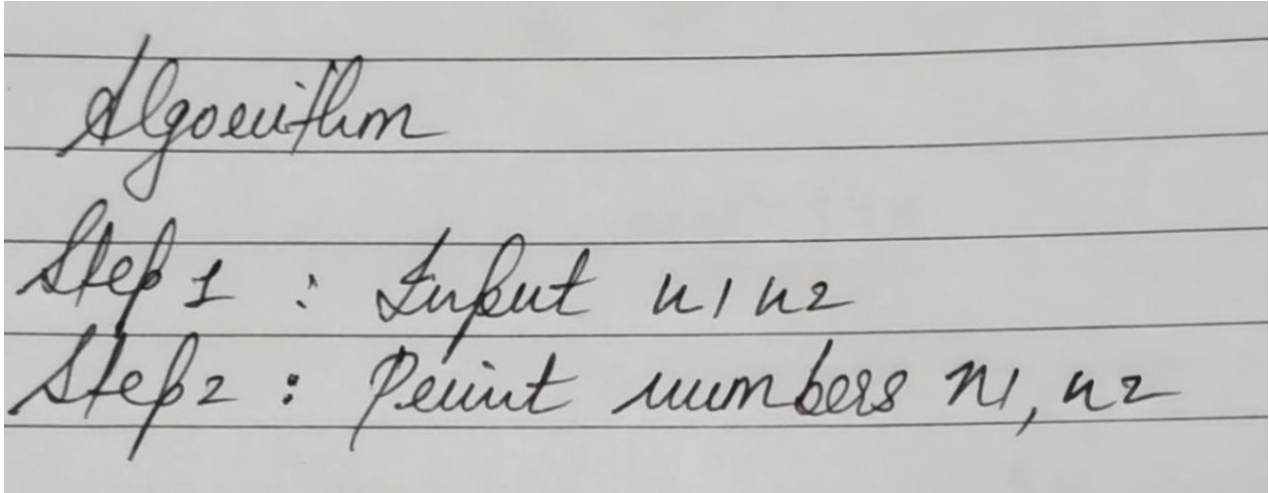 Algorithm
Step 1 : Input n1 n2
Step 2 : Print numbers n1, n2